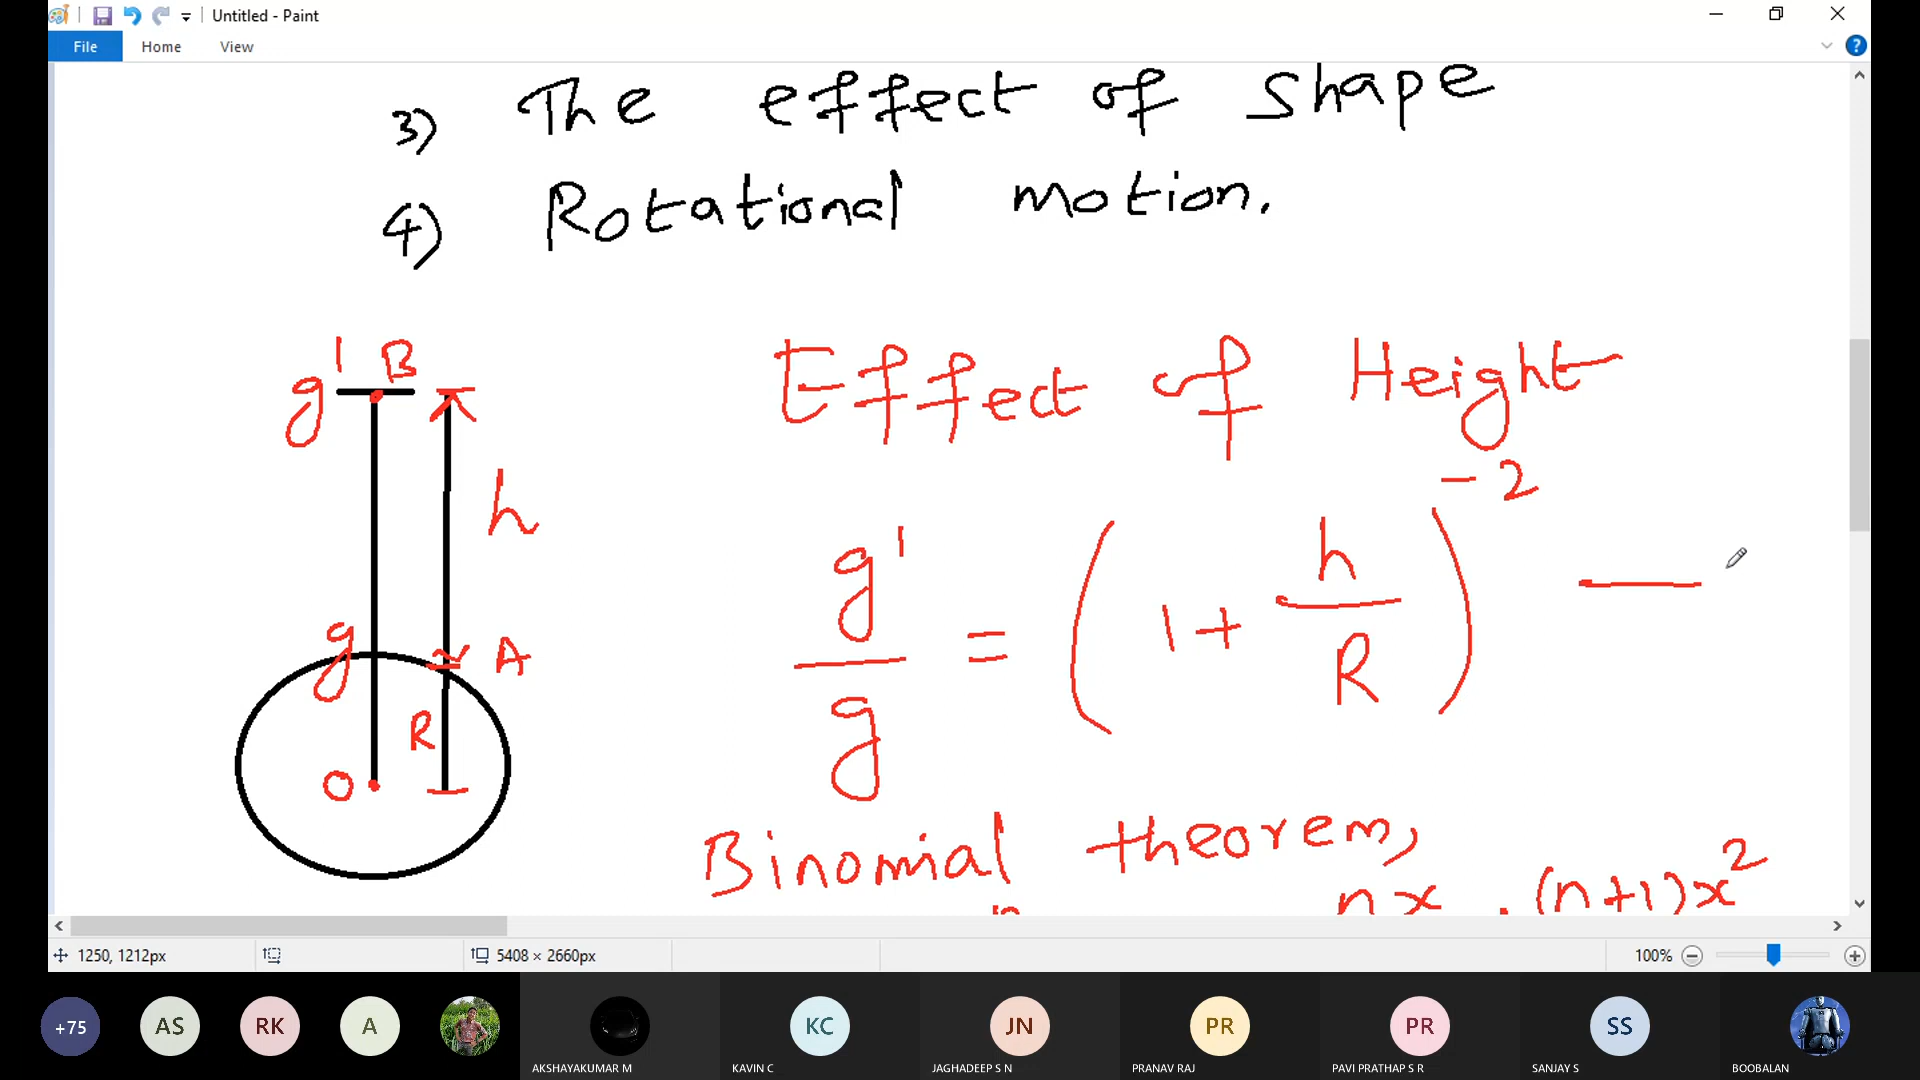 Untitled - Paint
File Home View
3) The effect of shape
4) Rotational motion.
g' B
h
g A
R
O
Effect of Height
g'/g = (1 + h/R)^-2 —
Binomial theorem,
nx (n+1)x²
1250, 1212px
5408 × 2660px
100%
+75
AS
RK
A
KC
JN
PR
PR
SS
AKSHAYAKUMAR M
KAVIN C
JAGHADEEP S N
PRANAV RAJ
PAVI PRATHAP S R
SANJAY S
BOOBALAN